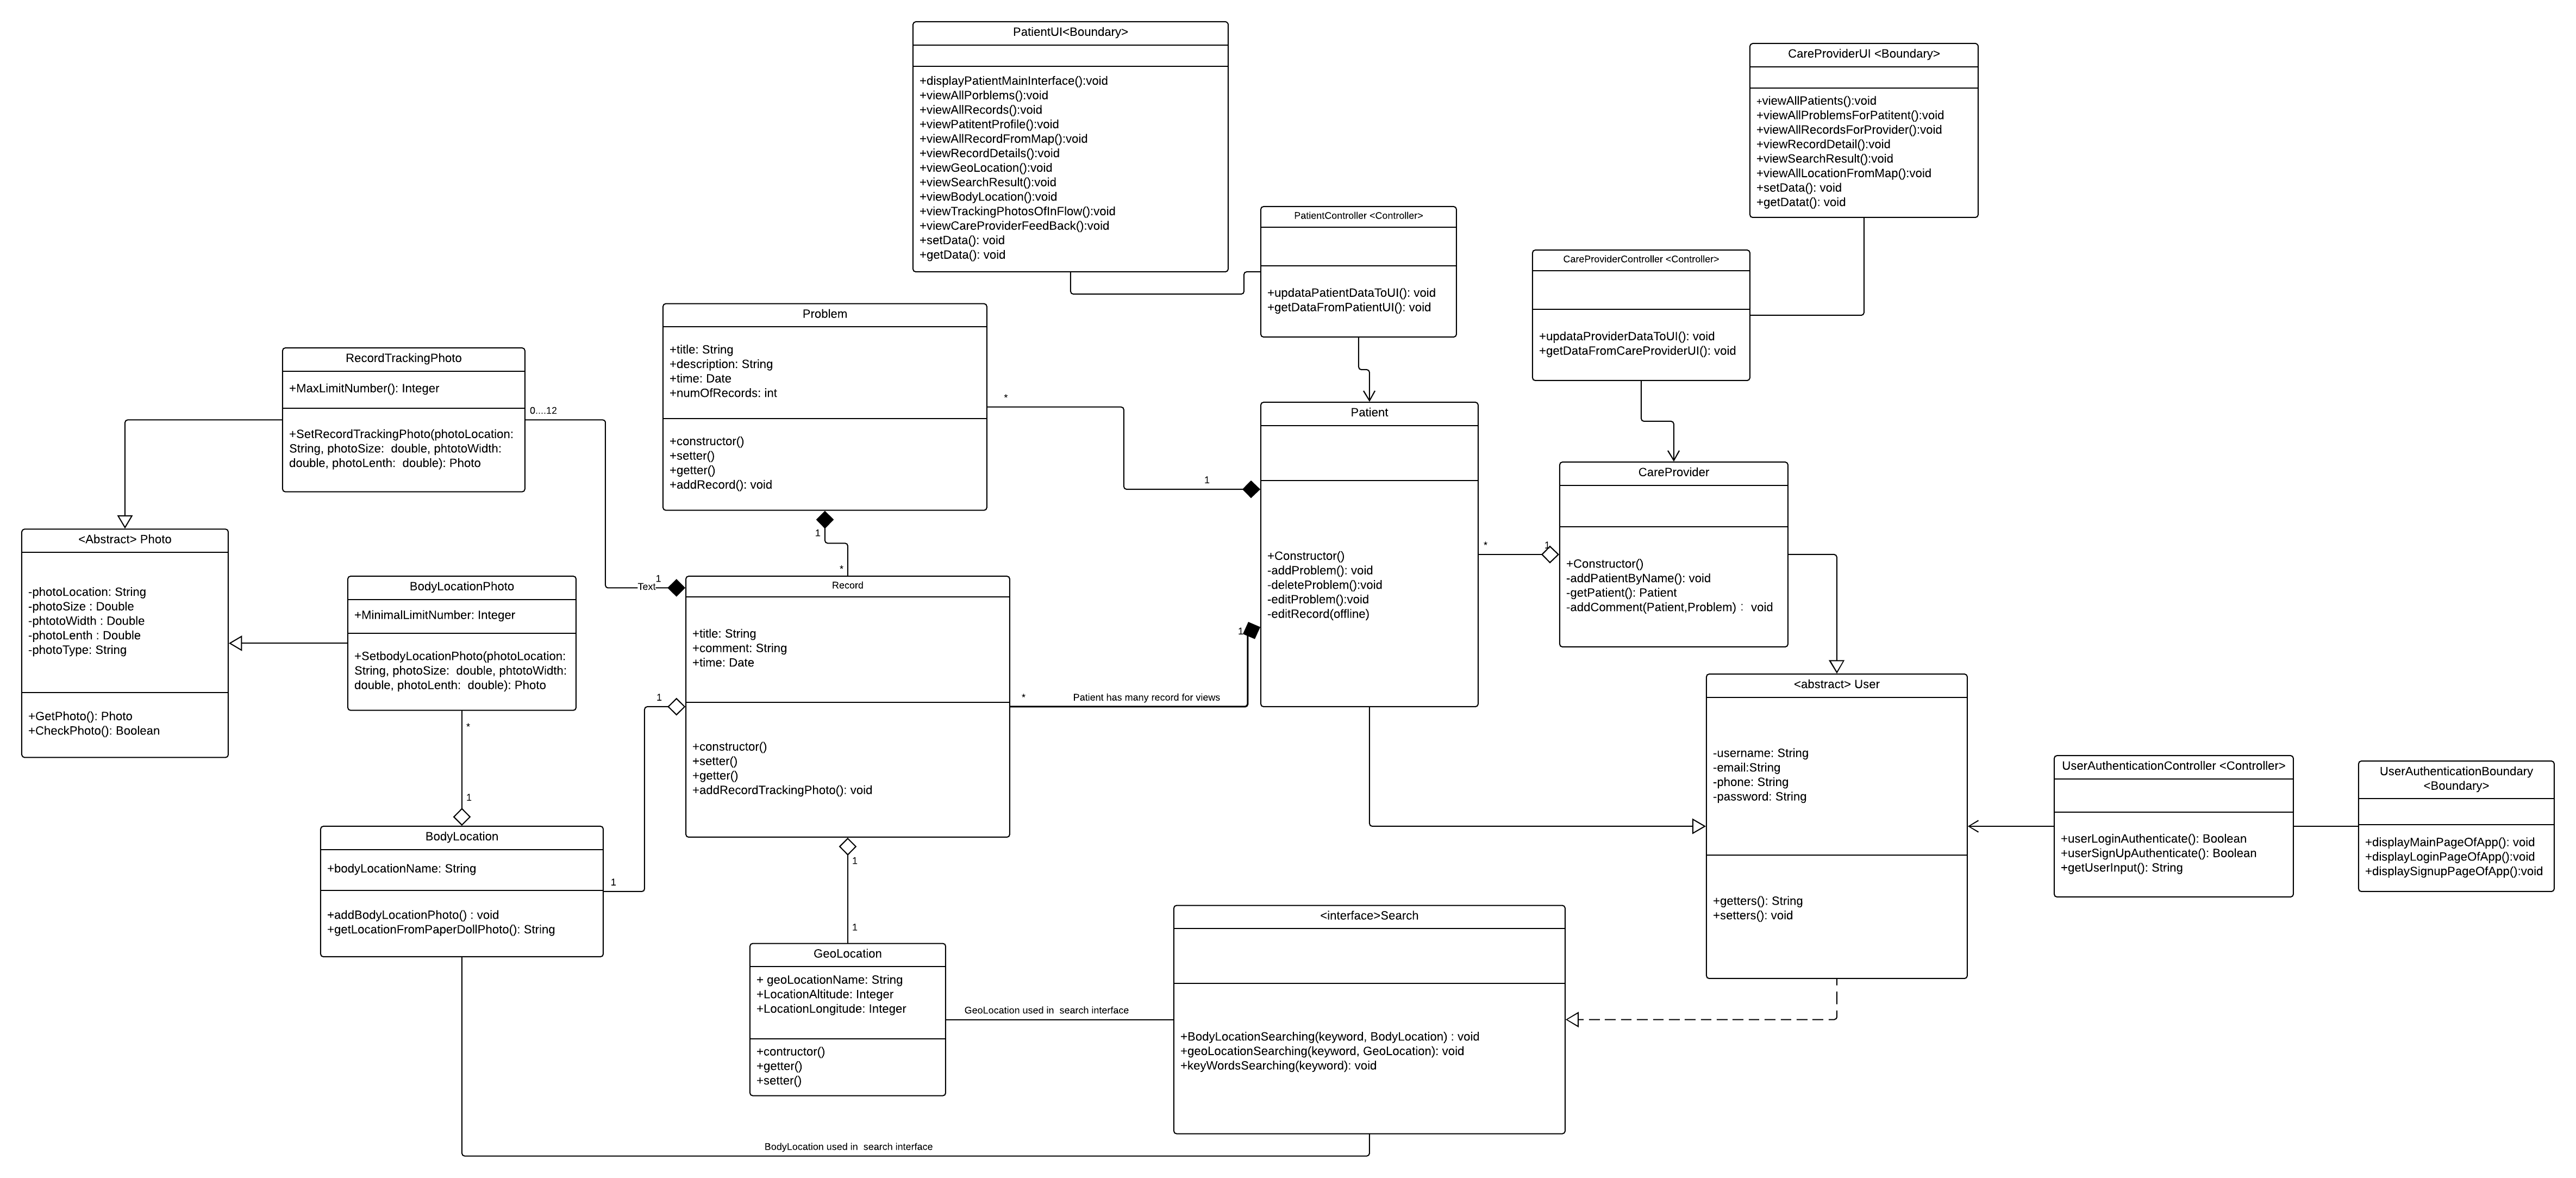 PatientUI<Boundary>
+displayPatientMainInterface():void
+viewAllPorblems():void
+viewAllRecords():void
+viewPatitentProfile():void
+viewAllRecordFromMap():void
+viewRecordDetails():void
+viewGeoLocation():void
+viewSearchResult():void
+viewBodyLocation():void
+viewTrackingPhotosOfInFlow():void
+viewCareProviderFeedBack():void
+setData(): void
+getData(): void
CareProviderUI <Boundary>
+viewAllPatients():void
+viewAllProblemsForPatitent():void
+viewAllRecordsForProvider():void
+viewRecordDetail():void
+viewSearchResult():void
+viewAllLocationFromMap():void
+setData(): void
+getDatat(): void
PatientController <Controller>
+updataPatientDataToUI(): void
+getDataFromPatientUI(): void
CareProviderController <Controller>
+updataProviderDataToUI(): void
+getDataFromCareProviderUI(): void
Problem
+title: String
+description: String
+time: Date
+numOfRecords: int
+constructor()
+setter()
+getter()
+addRecord(): void
*
1
1
*
RecordTrackingPhoto
+MaxLimitNumber(): Integer
+SetRecordTrackingPhoto(photoLocation:
String, photoSize:  double, phtotoWidth:
double, photoLenth:  double): Photo
0....12
Text
1
Patient
+Constructor()
-addProblem(): void
-deleteProblem():void
-editProblem():void
-editRecord(offline)
*
1
CareProvider
+Constructor()
-addPatientByName(): void
-getPatient(): Patient
-addComment(Patient,Problem)： void
<Abstract> Photo
-photoLocation: String
-photoSize : Double
-phtotoWidth : Double
-photoLenth : Double
-photoType: String
+GetPhoto(): Photo
+CheckPhoto(): Boolean
BodyLocationPhoto
+MinimalLimitNumber: Integer
+SetbodyLocationPhoto(photoLocation:
String, photoSize:  double, phtotoWidth:
double, photoLenth:  double): Photo
*
1
Record
+title: String
+comment: String
+time: Date
+constructor()
+setter()
+getter()
+addRecordTrackingPhoto(): void
1
*
Patient has many record for views
1
1
1
1
1
BodyLocation
+bodyLocationName: String
+addBodyLocationPhoto() : void
+getLocationFromPaperDollPhoto(): String
GeoLocation
+ geoLocationName: String
+LocationAltitude: Integer
+LocationLongitude: Integer
+contructor()
+getter()
+setter()
GeoLocation used in  search interface
BodyLocation used in  search interface
<interface>Search
+BodyLocationSearching(keyword, BodyLocation) : void
+geoLocationSearching(keyword, GeoLocation): void
+keyWordsSearching(keyword): void
<abstract> User
-username: String
-email:String
-phone: String
-password: String
+getters(): String
+setters(): void
UserAuthenticationController <Controller>
+userLoginAuthenticate(): Boolean
+userSignUpAuthenticate(): Boolean
+getUserInput(): String
UserAuthenticationBoundary
<Boundary>
+displayMainPageOfApp(): void
+displayLoginPageOfApp():void
+displaySignupPageOfApp():void